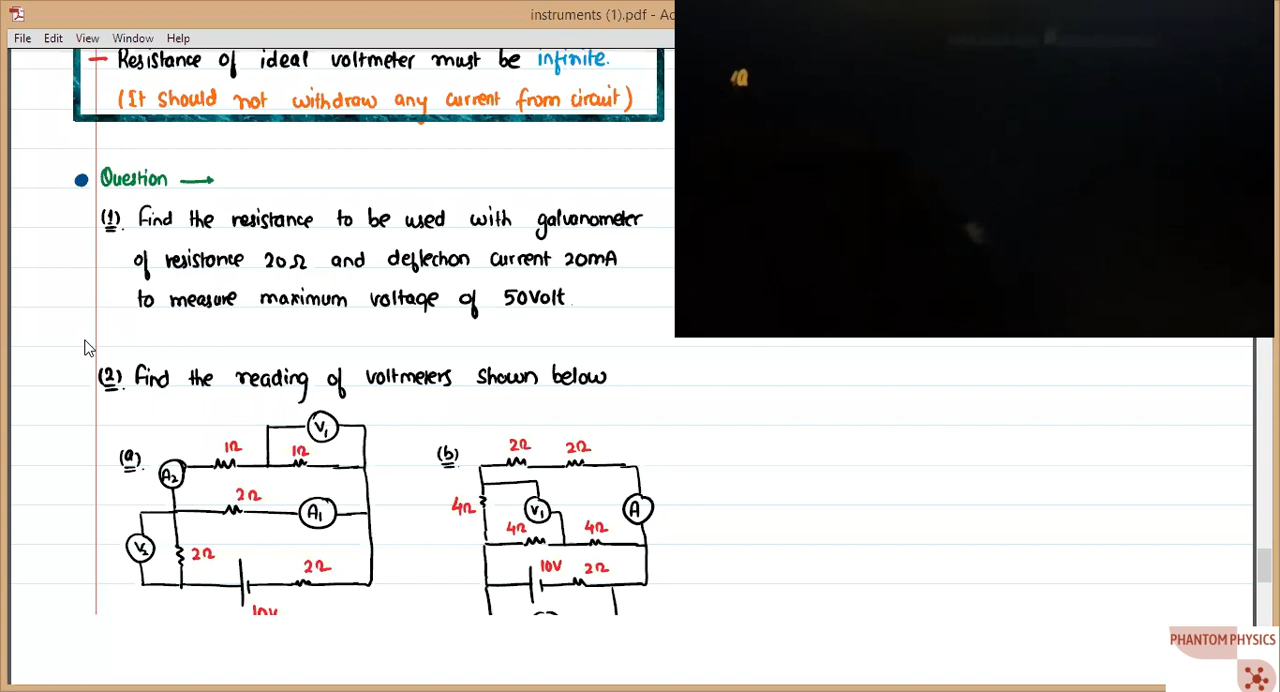 instruments (1).pdf - Ad
File Edit View Window Help
— Resistance of ideal voltmeter must be infinite.
(It should not withdraw any current from circuit)
Question →
(1). Find the resistance to be used with galvanometer
of resistance 20Ω and deflection current 20mA
to measure maximum voltage of 50Volt.
(2). Find the reading of voltmeters shown below
(a).
V₁
1Ω
1Ω
A₂
2Ω
A₁
V₂
2Ω
2Ω
10V
(b)
2Ω
2Ω
4Ω
V₁
A
4Ω
4Ω
10V
2Ω
PHANTOM PHYSICS